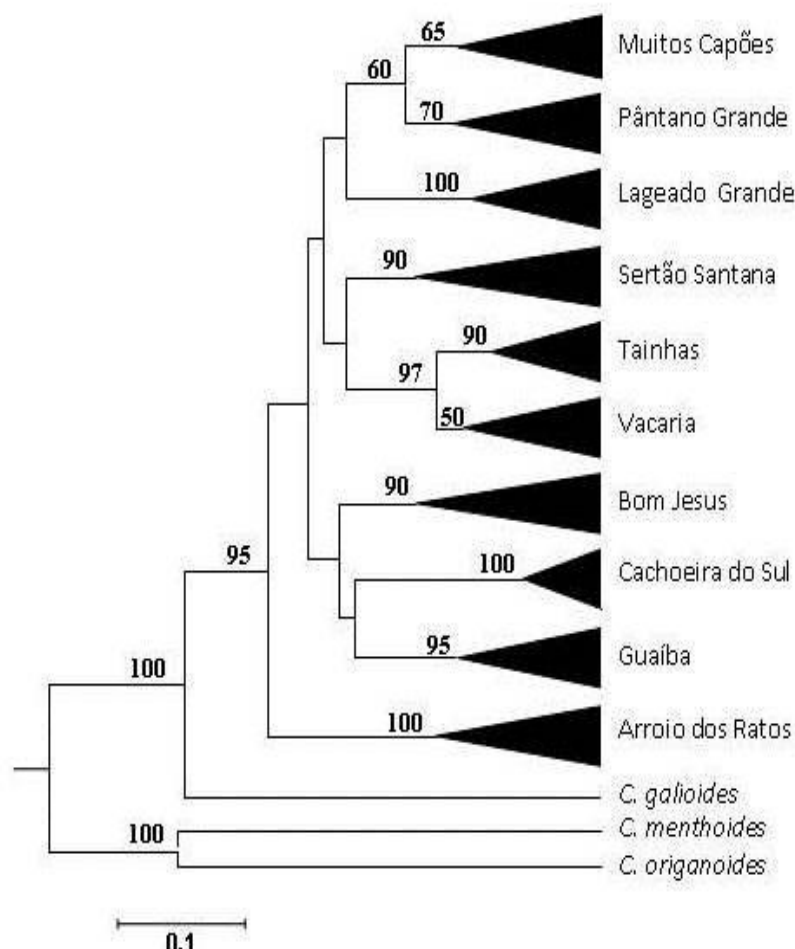 65
Muitos Capões
60
70
Pântano Grande
100
Lageado Grande
90
Sertão Santana
90
Tainhas
97
50
Vacaria
90
Bom Jesus
100
Cachoeira do Sul
95
95
Guaíba
100
100
Arroio dos Ratos
C. galioides
100
C. menthoides
C. origanoides
0.1